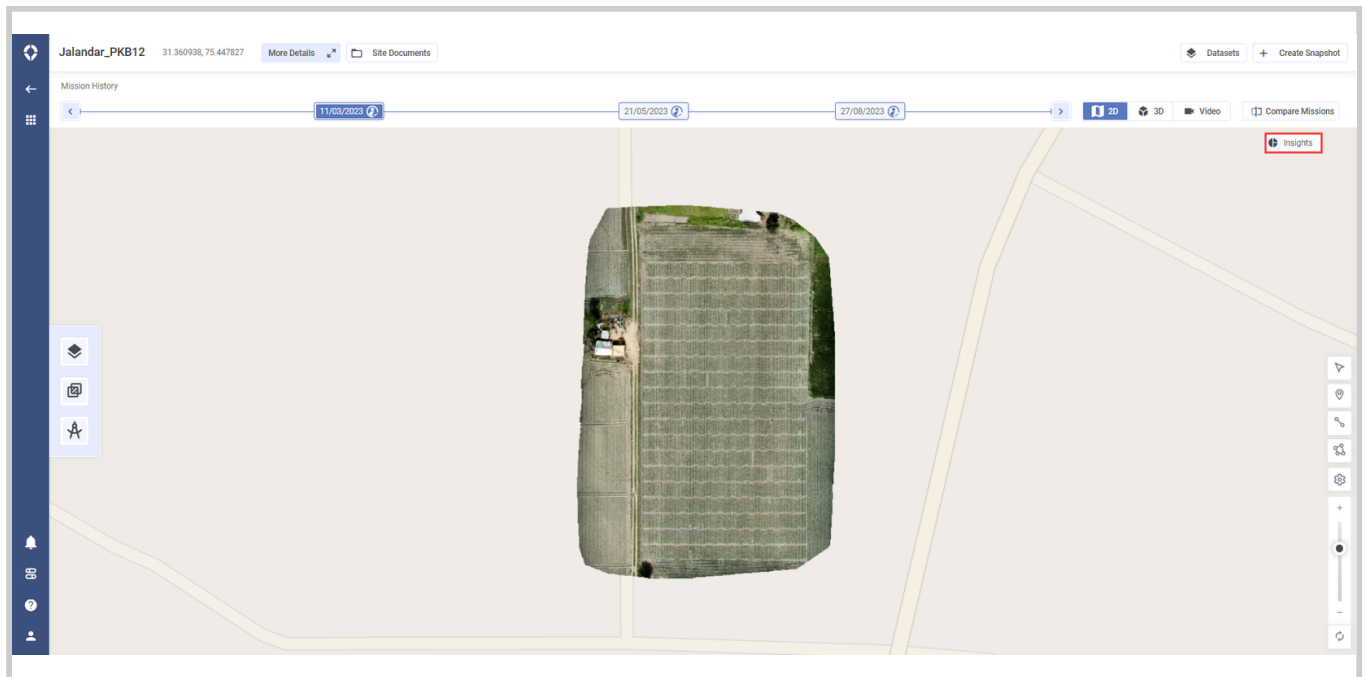 Jalandar_PKB12 31.360938, 75.447827 More Details Site Documents Datasets + Create Snapshot
Mission History
11/03/2023 21/05/2023 27/08/2023 2D 3D Video Compare Missions
Insights